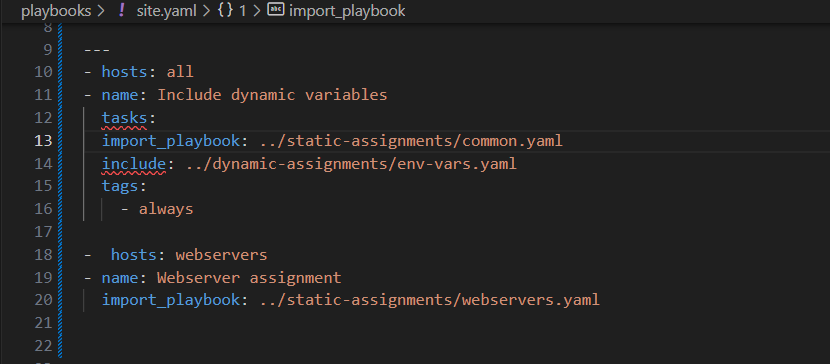 playbooks > ! site.yaml > {} 1 > abc import_playbook
8
9 ---
10 - hosts: all
11 - name: Include dynamic variables
12   tasks:
13   import_playbook: ../static-assignments/common.yaml
14   include: ../dynamic-assignments/env-vars.yaml
15   tags:
16     - always
17
18 -  hosts: webservers
19 - name: Webserver assignment
20   import_playbook: ../static-assignments/webservers.yaml
21
22